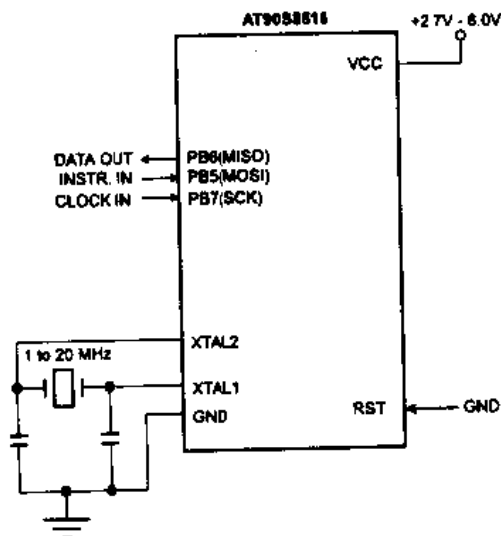 AT90S8515
+2.7V - 6.0V
VCC
DATA OUT
PB6(MISO)
INSTR. IN
PB5(MOSI)
CLOCK IN
PB7(SCK)
XTAL2
1 to 20 MHz
XTAL1
GND
RST
GND